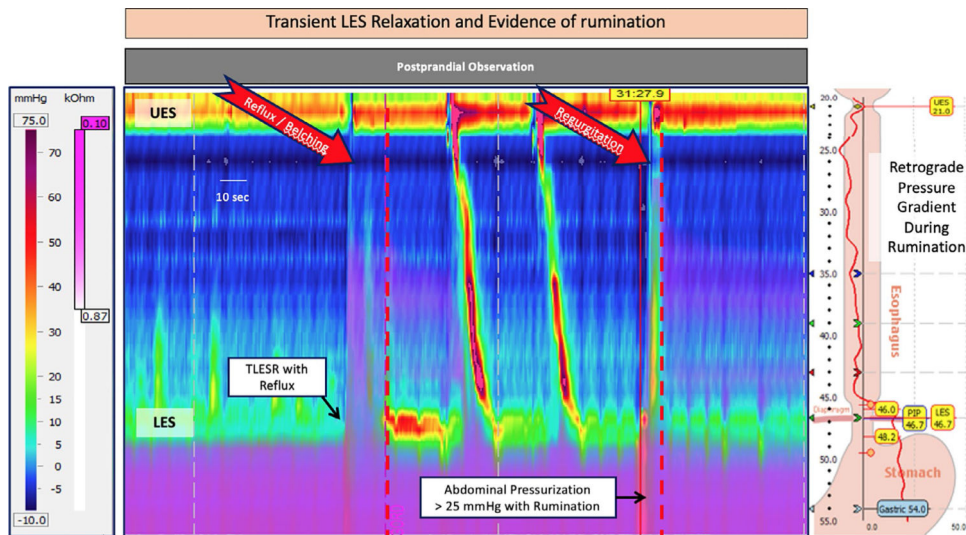 Transient LES Relaxation and Evidence of rumination
Postprandial Observation
mmHg kOhm
75.0
0.10
70
60
50
40
30
20
15
10
5
0
-5
-10.0
0.87
UES
Reflux / Belching
31:27.9
Regurgitation
10 sec
TLESR with
Reflux
LES
Abdominal Pressurization
> 25 mmHg with Rumination
20.0
UES
21.0
25.0
Retrograde
Pressure
Gradient
During
Rumination
30.0
35.0
Esophagus
40.0
45.0
Diaphragm
46.0
PIP
46.7
LES
46.7
48.2
50.0
Stomach
Gastric 54.0
55.0
0.0
50.0